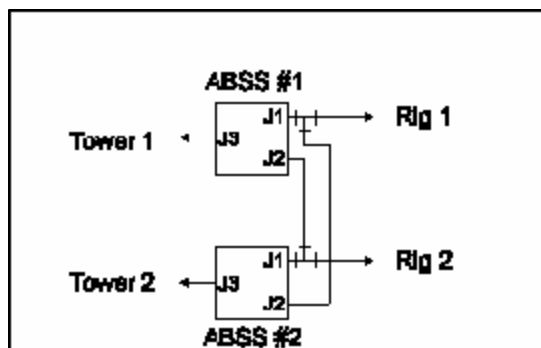 ABSS #1
J1 Rig 1
Tower 1 J3
J2
J1 Rig 2
Tower 2 J3
J2
ABSS #2